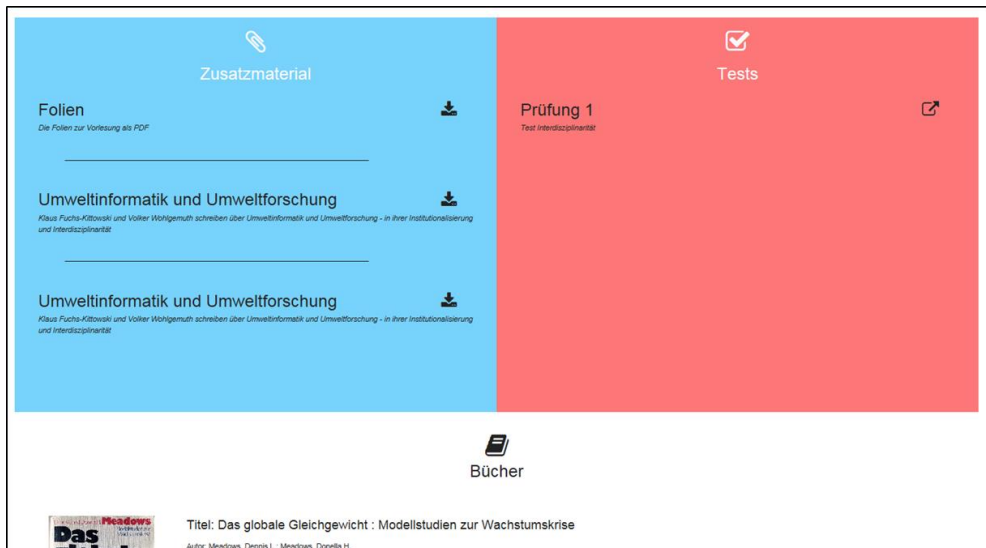 Zusatzmaterial
Folien
Die Folien zur Vorlesung als PDF
Umweltinformatik und Umweltforschung
Klaus Fuchs-Kittowski und Volker Wohlgemuth schreiben über Umweltinformatik und Umweltforschung - in ihrer Institutionalisierung
und Interdisziplinarität
Umweltinformatik und Umweltforschung
Klaus Fuchs-Kittowski und Volker Wohlgemuth schreiben über Umweltinformatik und Umweltforschung - in ihrer Institutionalisierung
und Interdisziplinarität
Tests
Prüfung 1
Test Interdisziplinarität
Bücher
Meadows
Das
Titel: Das globale Gleichgewicht : Modellstudien zur Wachstumskrise
Autor: Meadows, Dennis L.; Meadows, Donella H.